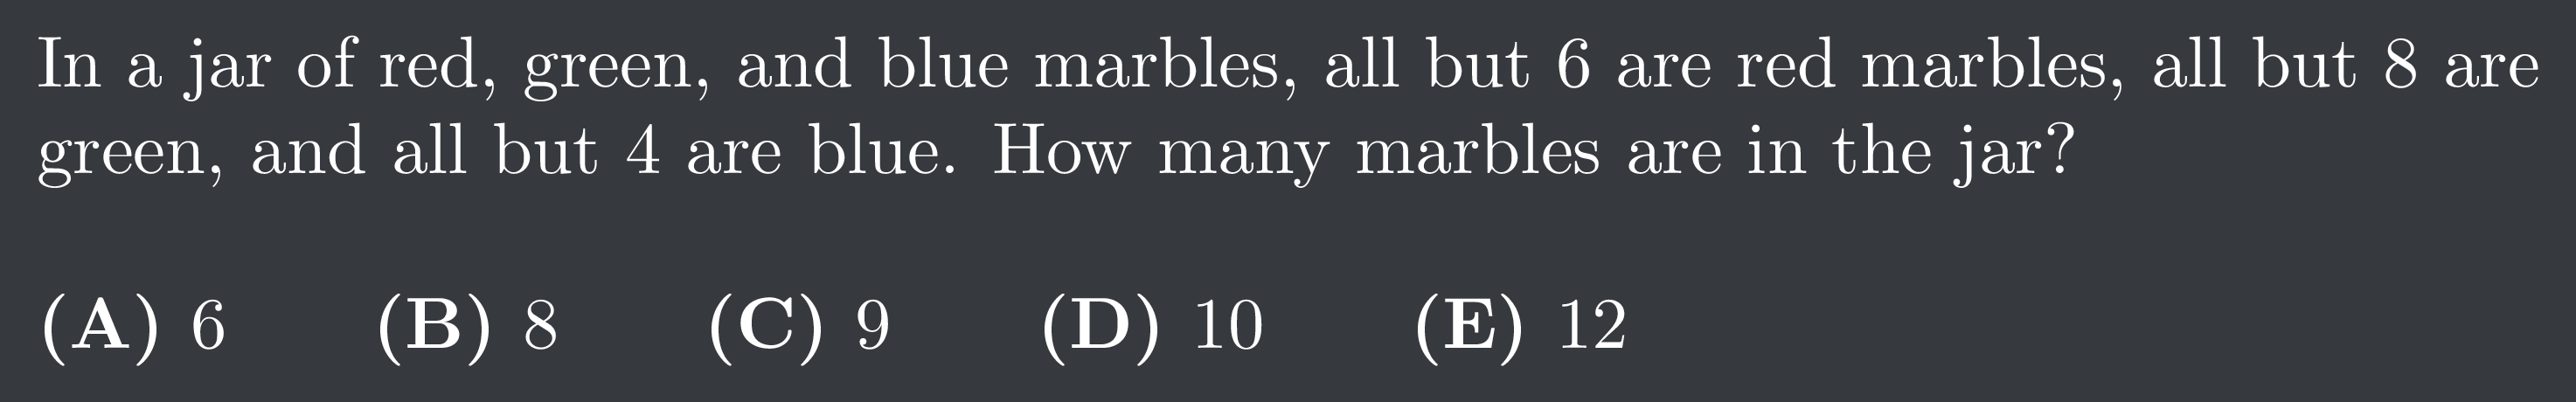 In a jar of red, green, and blue marbles, all but 6 are red marbles, all but 8 are
green, and all but 4 are blue. How many marbles are in the jar?
(A) 6 (B) 8 (C) 9 (D) 10 (E) 12